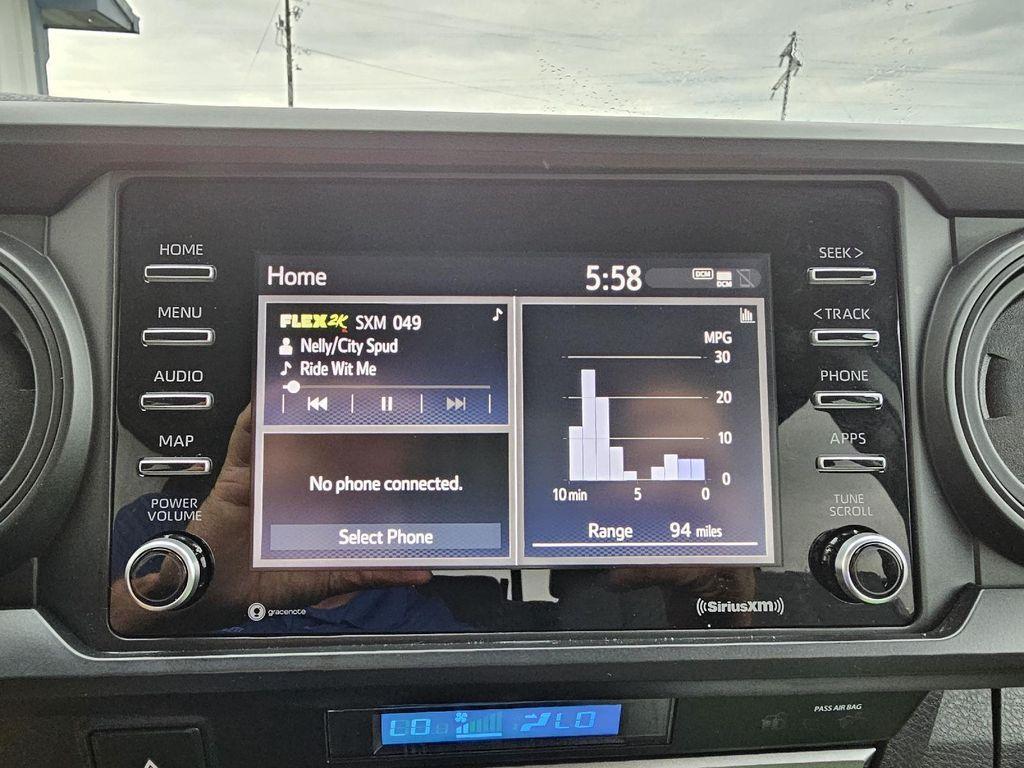 HOME
MENU
AUDIO
MAP
POWER
VOLUME
Home
5:58
DCM
DCM
FLEX2K SXM 049
Nelly/City Spud
Ride Wit Me
No phone connected.
Select Phone
MPG
30
20
10
0
10 min 5 0
Range 94 miles
SEEK >
< TRACK
PHONE
APPS
TUNE
SCROLL
gracenote
((SiriusXM))
LO LO
PASS AIR BAG